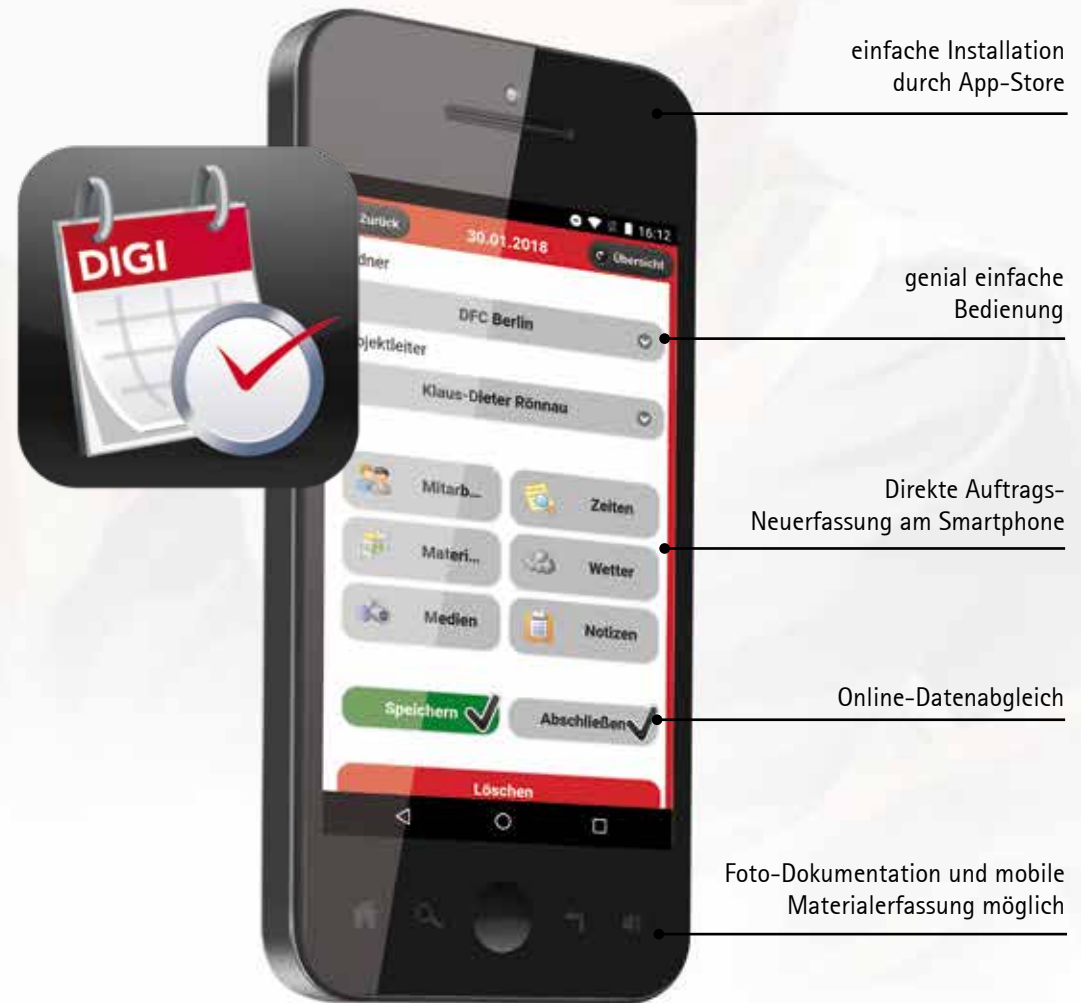 einfache Installation
durch App-Store
DIGI
Zurück
30.01.2018
16:12
Übersicht
dner
DFC Berlin
ojektleiter
Klaus-Dieter Rönnau
genial einfache
Bedienung
Mitarb...
Zeiten
Materi...
Wetter
Medien
Notizen
Direkte Auftrags-
Neuerfassung am Smartphone
Speichern
Abschließen
Online-Datenabgleich
Löschen
Foto-Dokumentation und mobile
Materialerfassung möglich